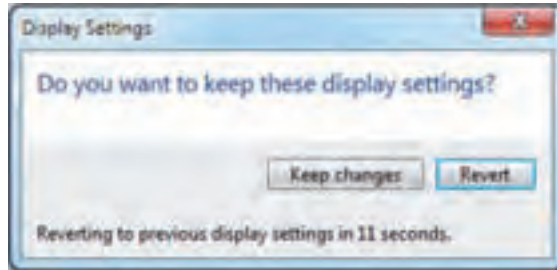 Display Settings
Do you want to keep these display settings?
Keep changes Revert
Reverting to previous display settings in 11 seconds.